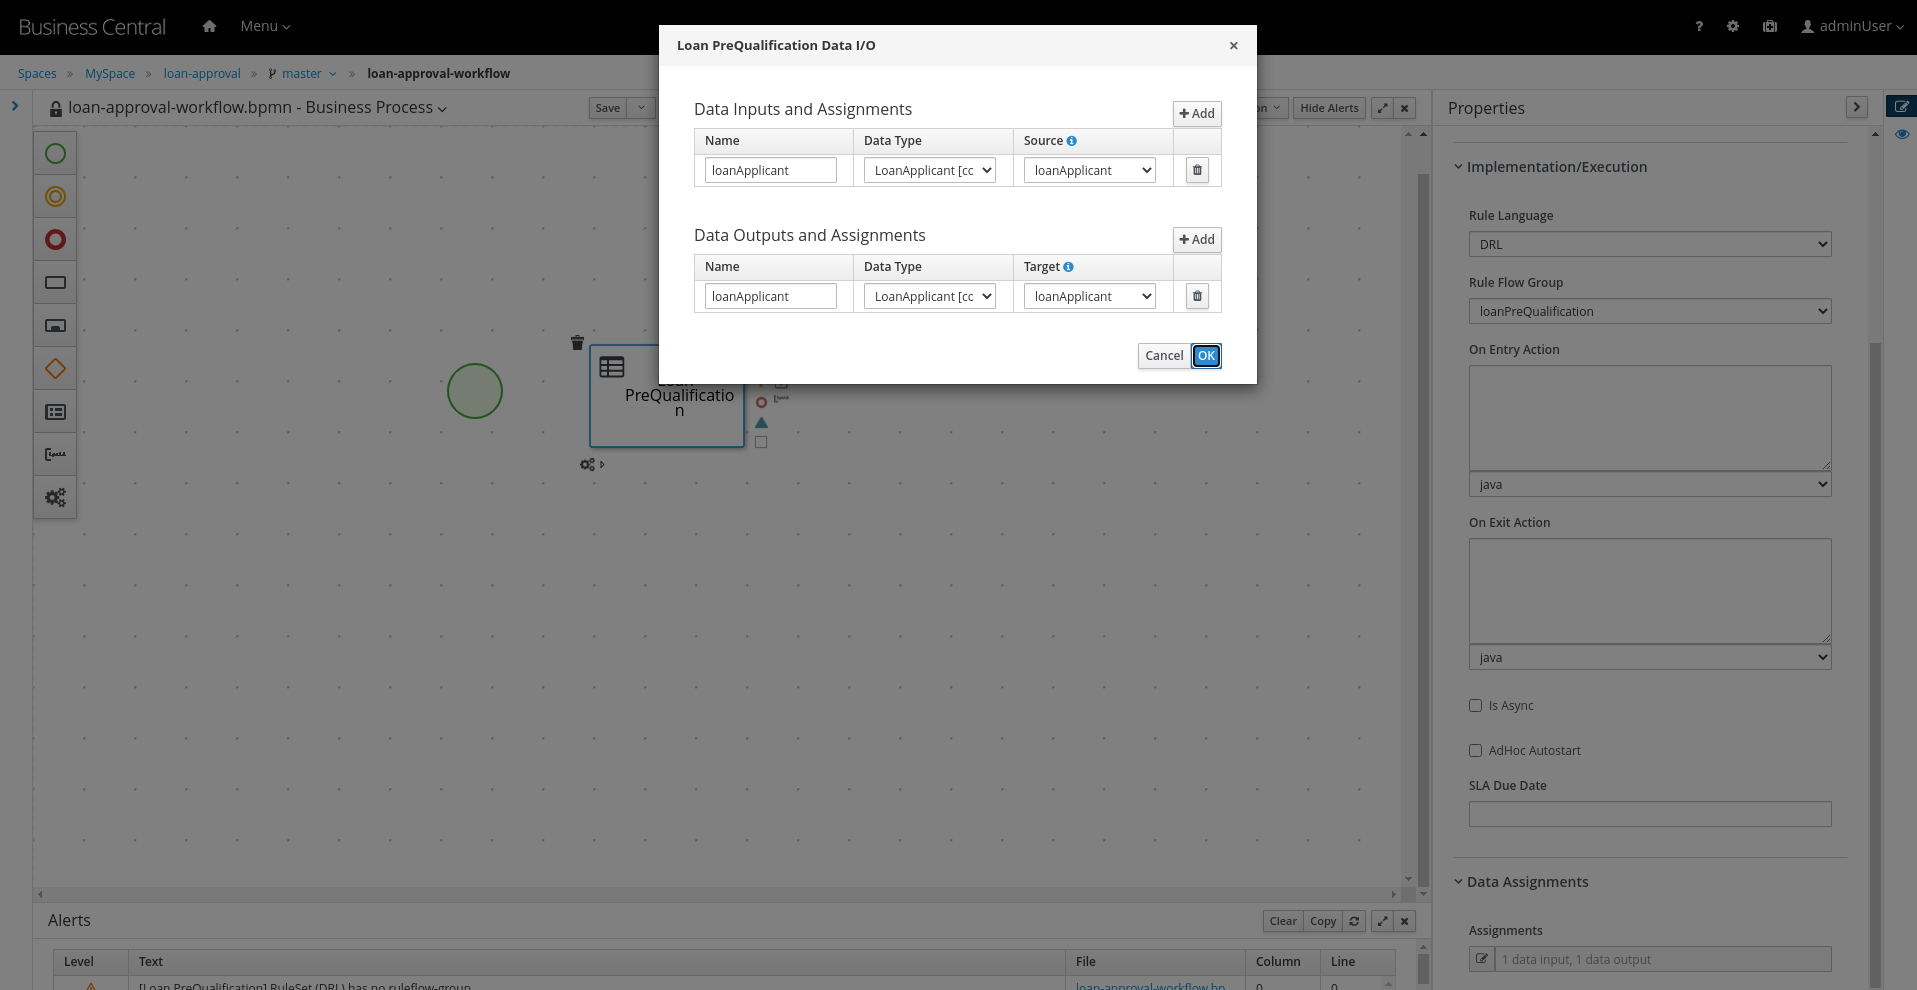 Business Central
Menu
adminUser
Spaces » MySpace » loan-approval » master » loan-approval-workflow
loan-approval-workflow.bpmn - Business Process
Save
Hide Alerts
Loan PreQualification Data I/O
×
Data Inputs and Assignments
Add
Name Data Type Source
loanApplicant LoanApplicant [cc loanApplicant
Data Outputs and Assignments
Add
Name Data Type Target
loanApplicant LoanApplicant [cc loanApplicant
Cancel OK
PreQualificatio
n
Properties
Implementation/Execution
Rule Language
DRL
Rule Flow Group
loanPreQualification
On Entry Action
java
On Exit Action
java
Is Async
AdHoc Autostart
SLA Due Date
Data Assignments
Assignments
1 data input, 1 data output
Alerts
Clear Copy
Level Text File Column Line
[Loan PreQualification] RuleSet (DRL) has no ruleflow-group loan-approval-workflow.bp 0 0